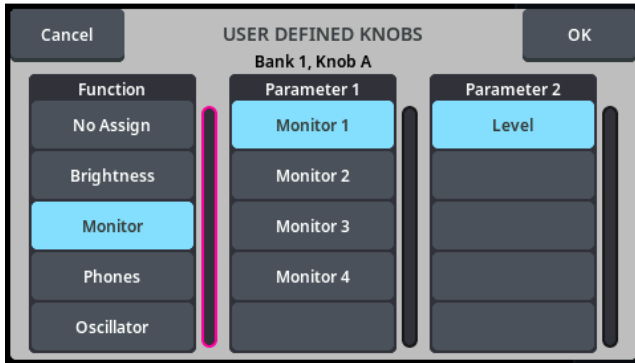 Cancel
USER DEFINED KNOBS
OK
Bank 1, Knob A
Function
Parameter 1
Parameter 2
No Assign
Monitor 1
Level
Brightness
Monitor 2
Monitor
Monitor 3
Phones
Monitor 4
Oscillator